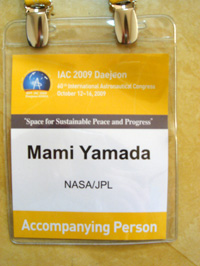 IAC 2009 Daejeon
60th International Astronautical Congress
October 12-16, 2009
"Space for Sustainable Peace and Progress"
Mami Yamada
NASA/JPL
Accompanying Person